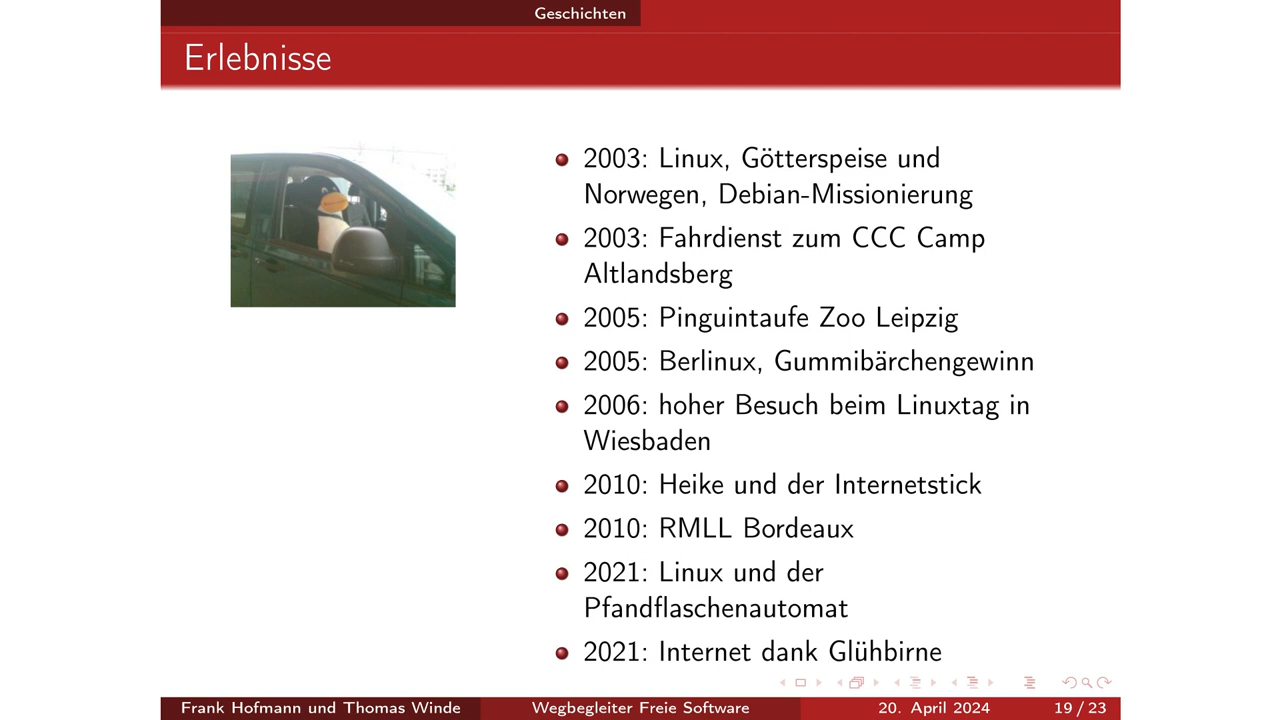 Geschichten
Erlebnisse
2003: Linux, Götterspeise und
Norwegen, Debian-Missionierung
2003: Fahrdienst zum CCC Camp
Altlandsberg
2005: Pinguintaufe Zoo Leipzig
2005: Berlinux, Gummibärchengewinn
2006: hoher Besuch beim Linuxtag in
Wiesbaden
2010: Heike und der Internetstick
2010: RMLL Bordeaux
2021: Linux und der
Pfandflaschenautomat
2021: Internet dank Glühbirne
Frank Hofmann und Thomas Winde
Wegbegleiter Freie Software
20. April 2024
19 / 23